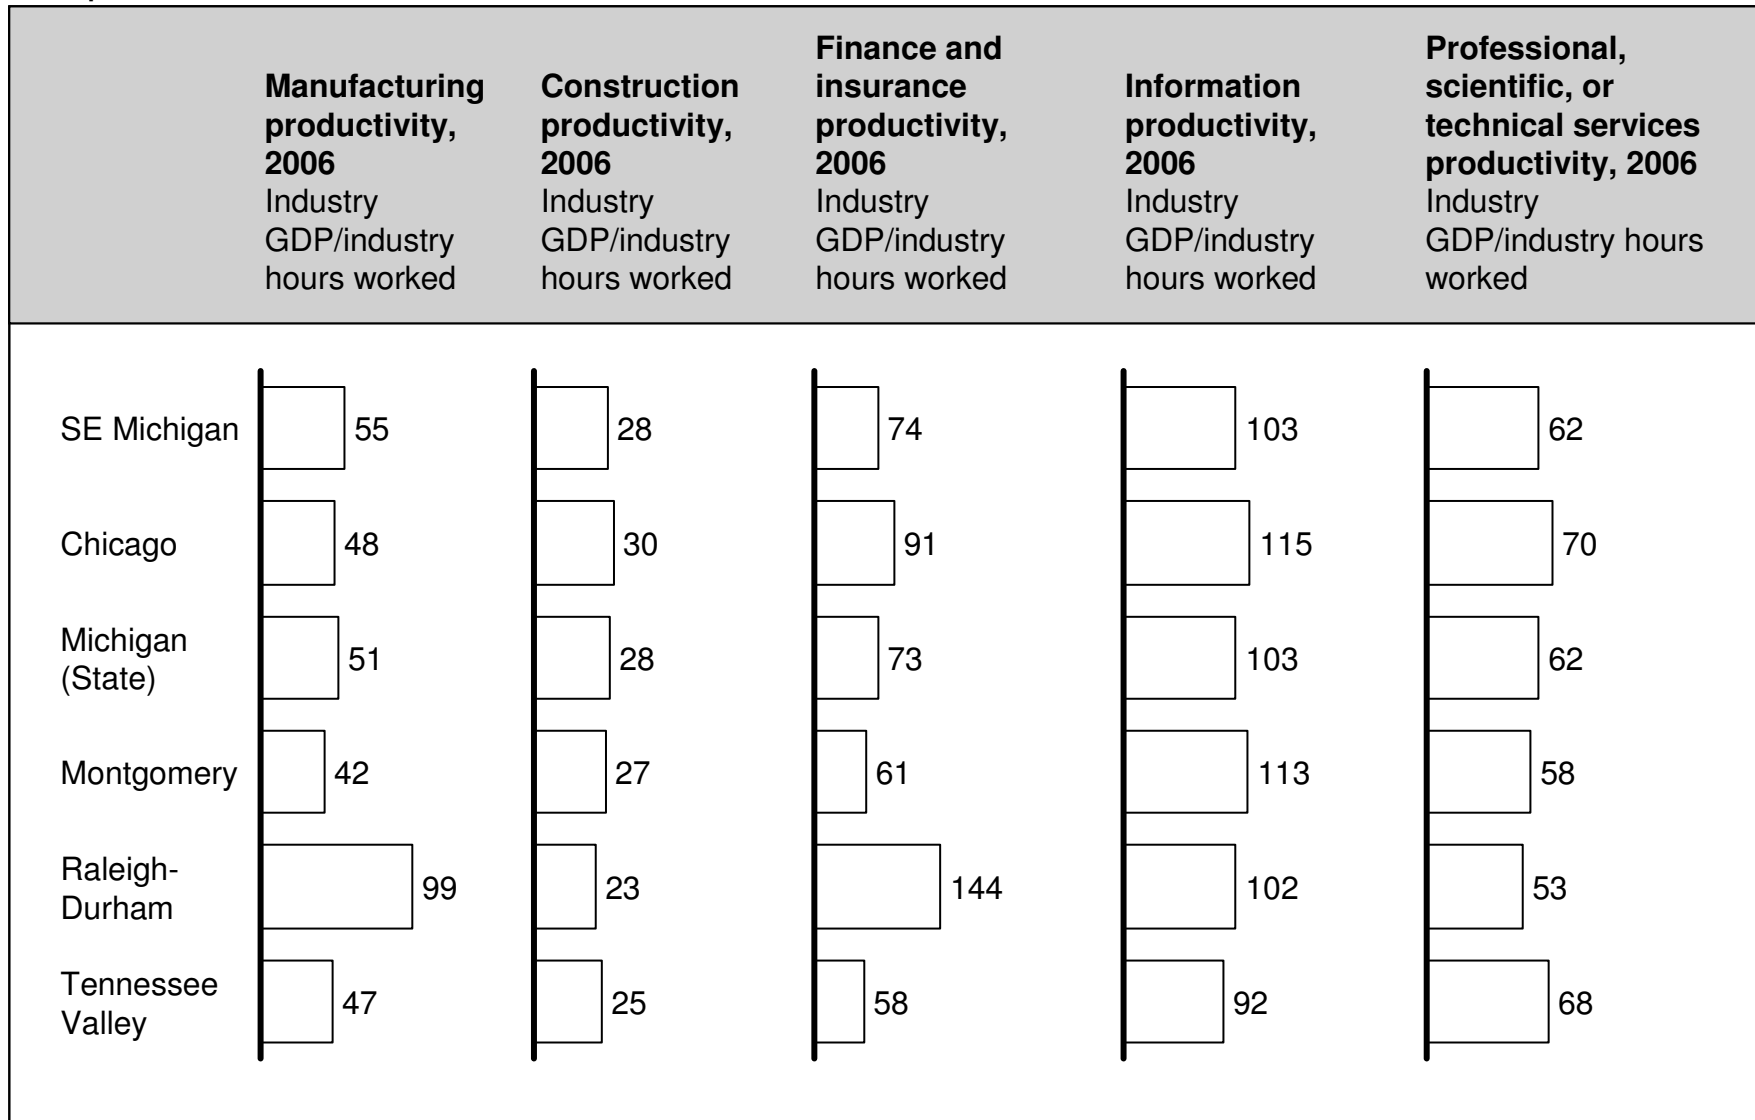 Manufacturing
productivity,
2006
Industry
GDP/industry
hours worked
Construction
productivity,
2006
Industry
GDP/industry
hours worked
Finance and
insurance
productivity,
2006
Industry
GDP/industry
hours worked
Information
productivity,
2006
Industry
GDP/industry
hours worked
Professional,
scientific, or
technical services
productivity, 2006
Industry
GDP/industry hours
worked
SE Michigan 55 28 74 103 62
Chicago 48 30 91 115 70
Michigan
(State) 51 28 73 103 62
Montgomery 42 27 61 113 58
Raleigh-
Durham 99 23 144 102 53
Tennessee
Valley 47 25 58 92 68